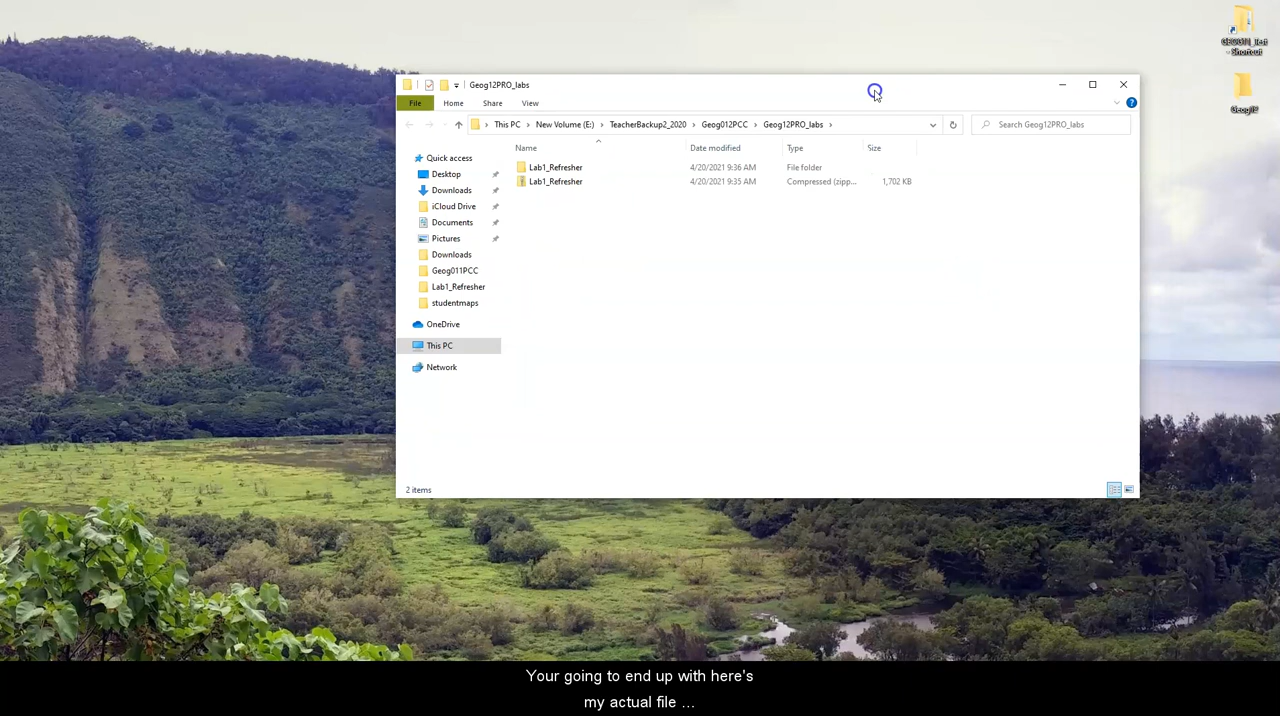 GEOG11_Test
- Shortcut
Geog12
Geog12PRO_labs
File Home Share View
This PC New Volume (E:) TeacherBackup2_2020 Geog012PCC Geog12PRO_labs
Search Geog12PRO_labs
Name Date modified Type Size
Quick access
Desktop
Downloads
iCloud Drive
Documents
Pictures
Downloads
Geog011PCC
Lab1_Refresher
studentmaps
OneDrive
This PC
Network
Lab1_Refresher 4/20/2021 9:36 AM File folder
Lab1_Refresher 4/20/2021 9:35 AM Compressed (zipp... 1,702 KB
2 items
Your going to end up with here's
my actual file ...